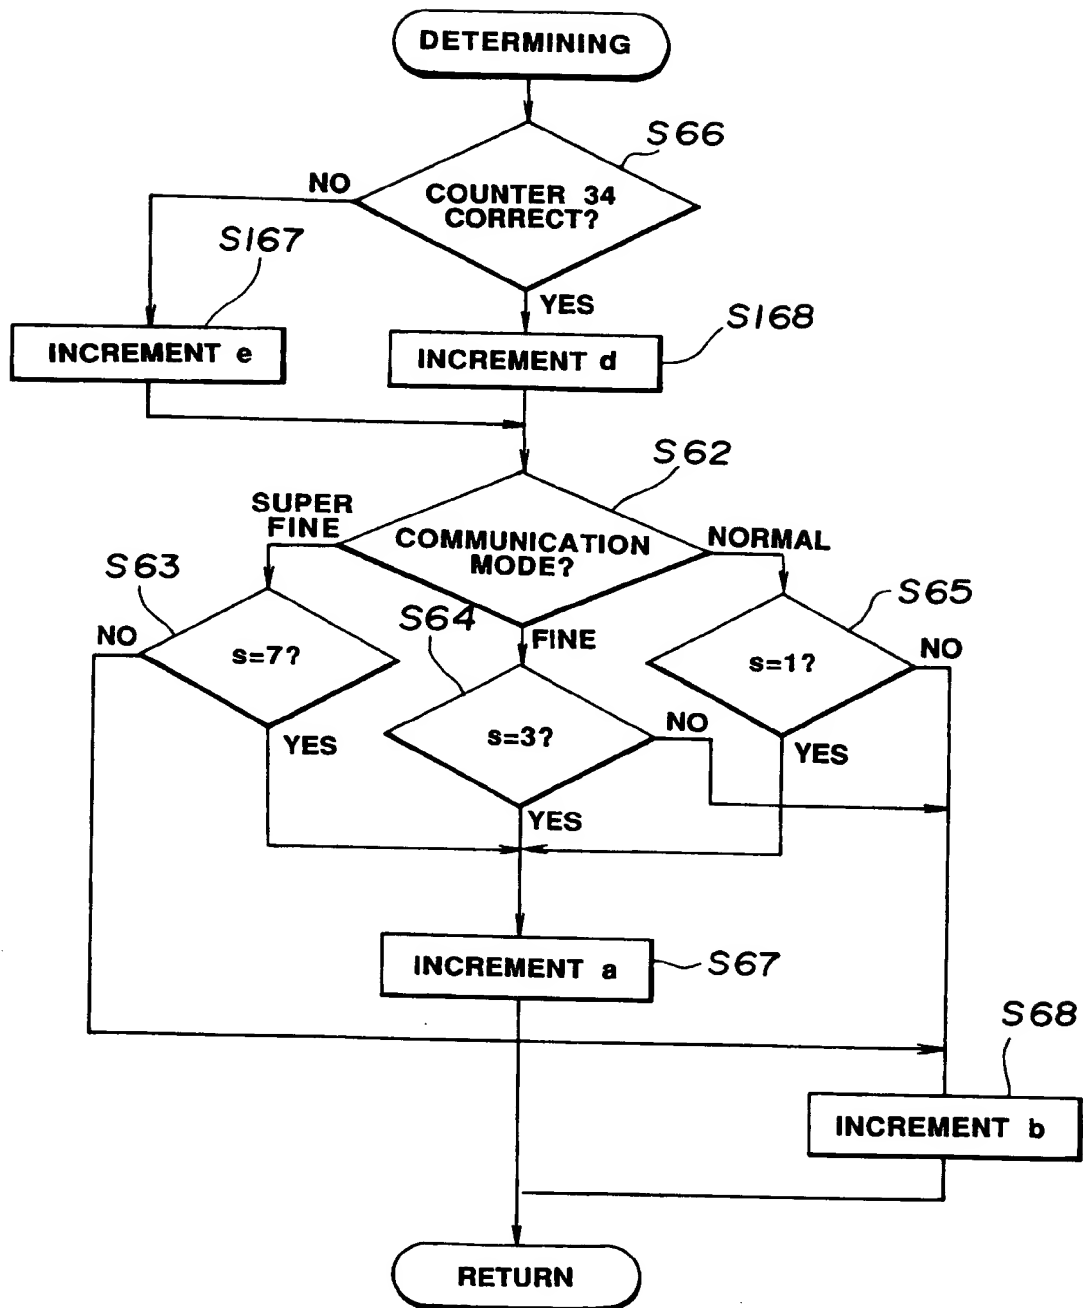 DETERMINING
S66
NO
COUNTER 34
CORRECT?
S167
YES
S168
INCREMENT e
INCREMENT d
S62
SUPER
FINE
COMMUNICATION
MODE?
NORMAL
S63
S64
S65
NO
FINE
NO
s=7?
s=1?
s=3?
NO
YES
YES
YES
INCREMENT a
S67
S68
INCREMENT b
RETURN